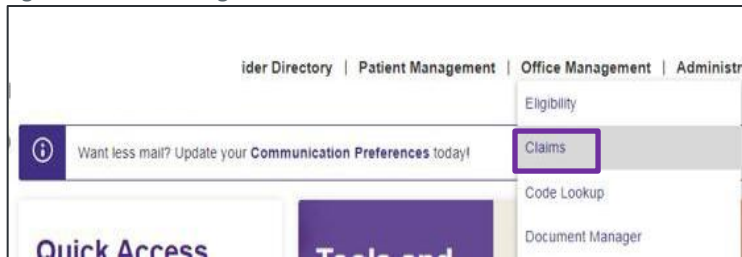 ider Directory | Patient Management | Office Management | Administr
Eligibility
Want less mail? Update your Communication Preferences today!
Claims
Code Lookup
Document Manager
Quick Access
Tools and